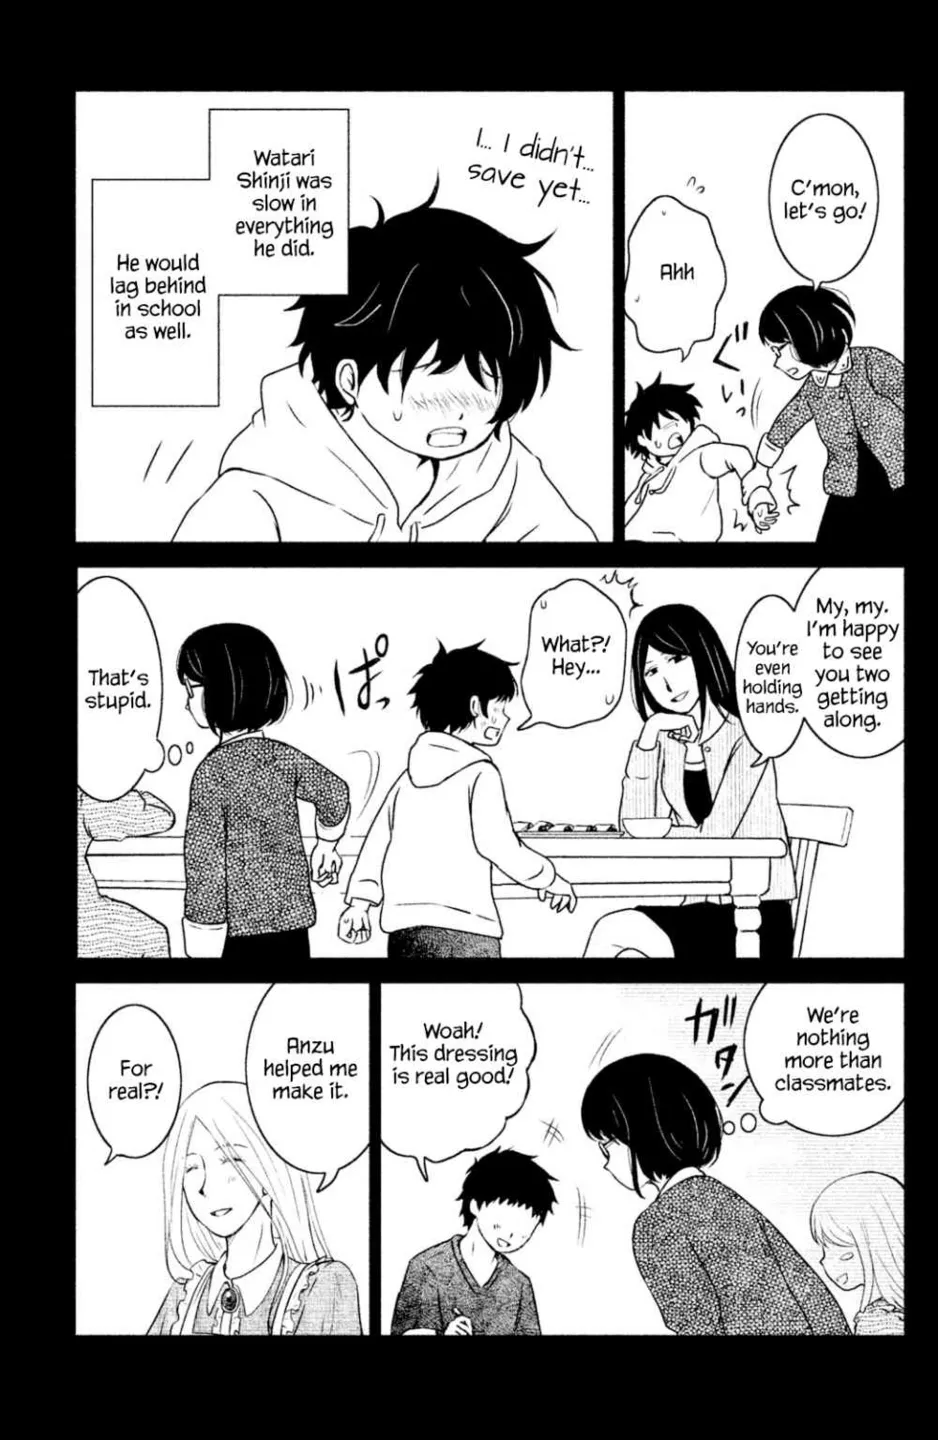 C'mon,
let's go!
Ahh
ぐ
い
I... I didn't...
save yet...
Watari
Shinji was
slow in
everything
he did.
He would
lag behind
in school
as well.
My, my.
I'm happy
to see
you two
getting
along.
You're
even
holding
hands.
What?!
Hey...
ぱっ
That's
stupid.
We're
nothing
more than
classmates.
ガタン
Woah!
This dressing
is real good!
Anzu
helped me
make it.
For
real?!